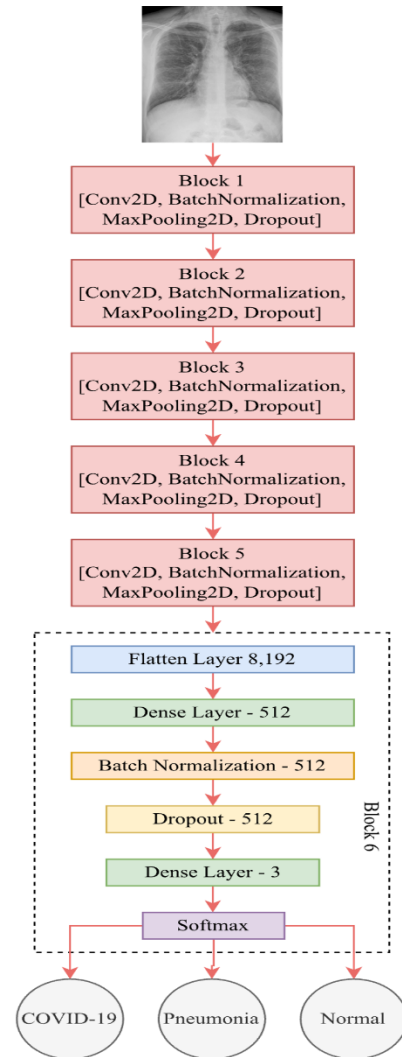 Block 1
[Conv2D, BatchNormalization,
MaxPooling2D, Dropout]
Block 2
[Conv2D, BatchNormalization,
MaxPooling2D, Dropout]
Block 3
[Conv2D, BatchNormalization,
MaxPooling2D, Dropout]
Block 4
[Conv2D, BatchNormalization,
MaxPooling2D, Dropout]
Block 5
[Conv2D, BatchNormalization,
MaxPooling2D, Dropout]
Flatten Layer 8,192
Dense Layer - 512
Batch Normalization - 512
Dropout - 512
Dense Layer - 3
Softmax
Block 6
COVID-19
Pneumonia
Normal